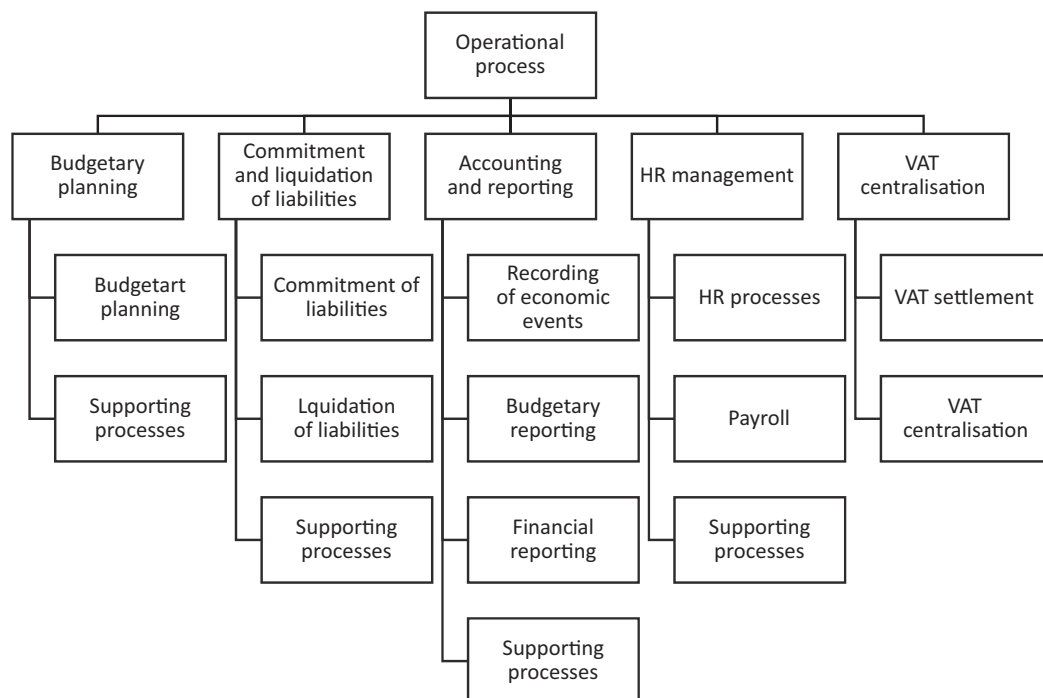 Operational
process
Budgetary
planning
Commitment
and liquidation
of liabilities
Accounting
and reporting
HR management
VAT
centralisation
Budgetart
planning
Commitment of
liabilities
Recording
of economic
events
HR processes
VAT settlement
Supporting
processes
Lquidation
of liabilities
Budgetary
reporting
Payroll
VAT
centralisation
Supporting
processes
Financial
reporting
Supporting
processes
Supporting
processes